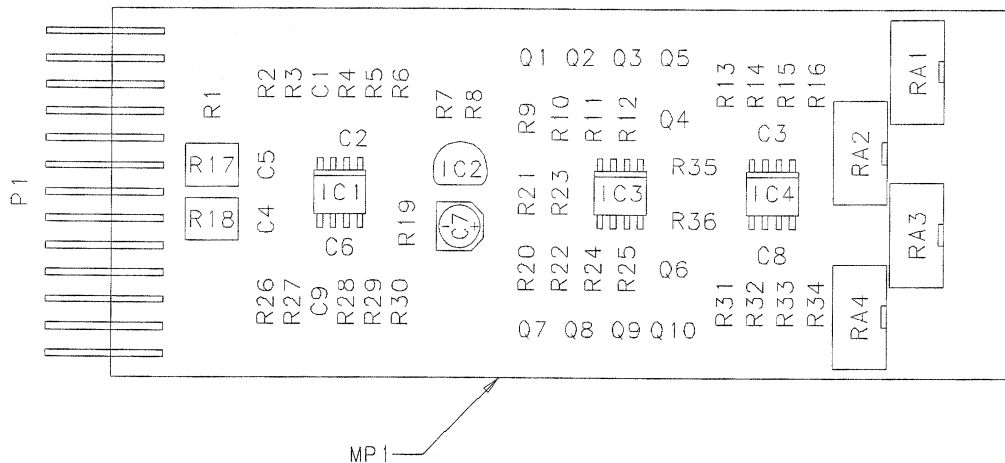 P1
R1
R2
R3
C1
R4
R5
R6
R7
R8
Q1 Q2 Q3 Q5
R9
R10
R11
R12
Q4
R13
R14
R15
R16
RA1
RA2
RA3
RA4
R17
C5
C2
IC1
IC2
R21
R23
IC3
R35
C3
IC4
R18
C4
C6
R19
- C7 +
R36
C8
R20
R22
R24
R25
Q6
R26
R27
C9
R28
R29
R30
R31
R32
R33
R34
Q7 Q8 Q9 Q10
MP1